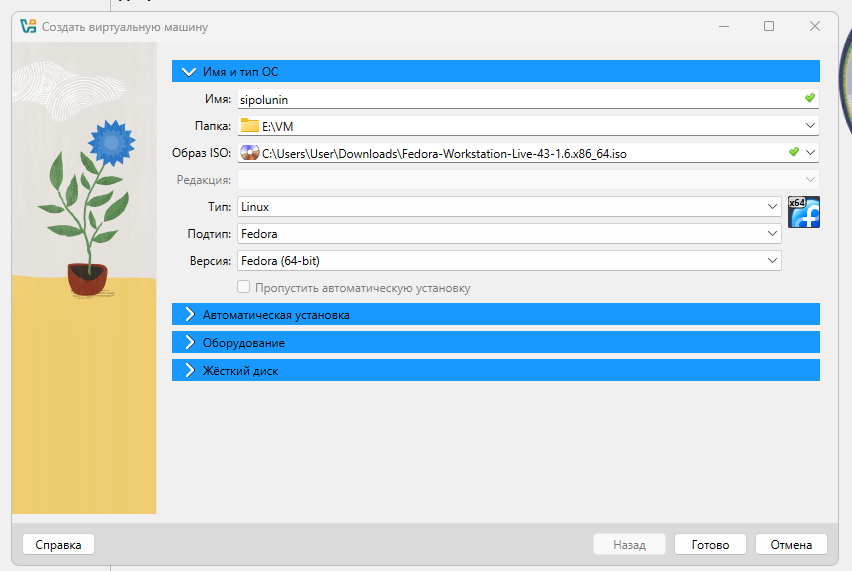 Создать виртуальную машину
Имя и тип ОС
Имя: sipolunin
Папка: E:\VM
Образ ISO: C:\Users\User\Downloads\Fedora-Workstation-Live-43-1.6.x86_64.iso
Редакция:
Тип: Linux
x64
Подтип: Fedora
Версия: Fedora (64-bit)
Пропустить автоматическую установку
Автоматическая установка
Оборудование
Жёсткий диск
Справка Назад Готово Отмена